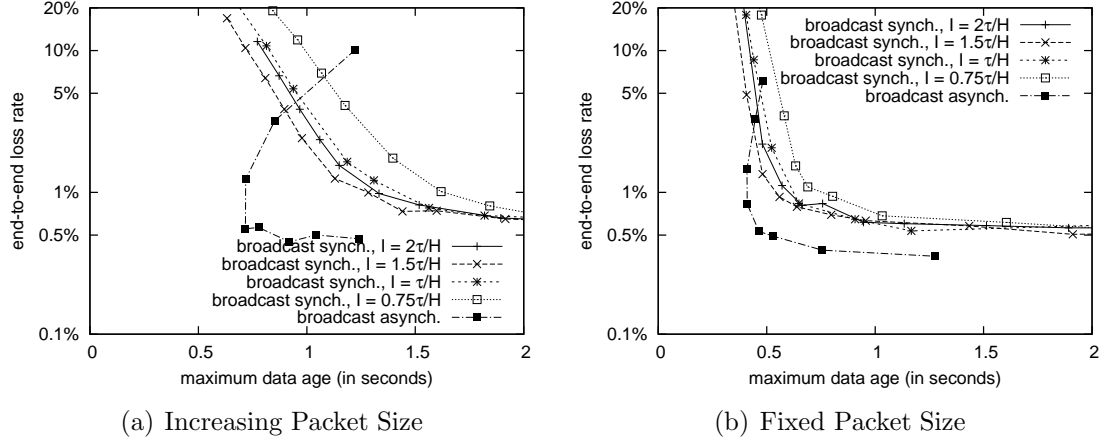 20%
10%
5%
1%
0.5%
0.1%
end-to-end loss rate
broadcast synch., I = 2τ/H
broadcast synch., I = 1.5τ/H
broadcast synch., I = τ/H
broadcast synch., I = 0.75τ/H
broadcast asynch.
0 0.5 1 1.5 2
maximum data age (in seconds)
(a) Increasing Packet Size
20%
10%
5%
1%
0.5%
0.1%
end-to-end loss rate
broadcast synch., I = 2τ/H
broadcast synch., I = 1.5τ/H
broadcast synch., I = τ/H
broadcast synch., I = 0.75τ/H
broadcast asynch.
0 0.5 1 1.5 2
maximum data age (in seconds)
(b) Fixed Packet Size